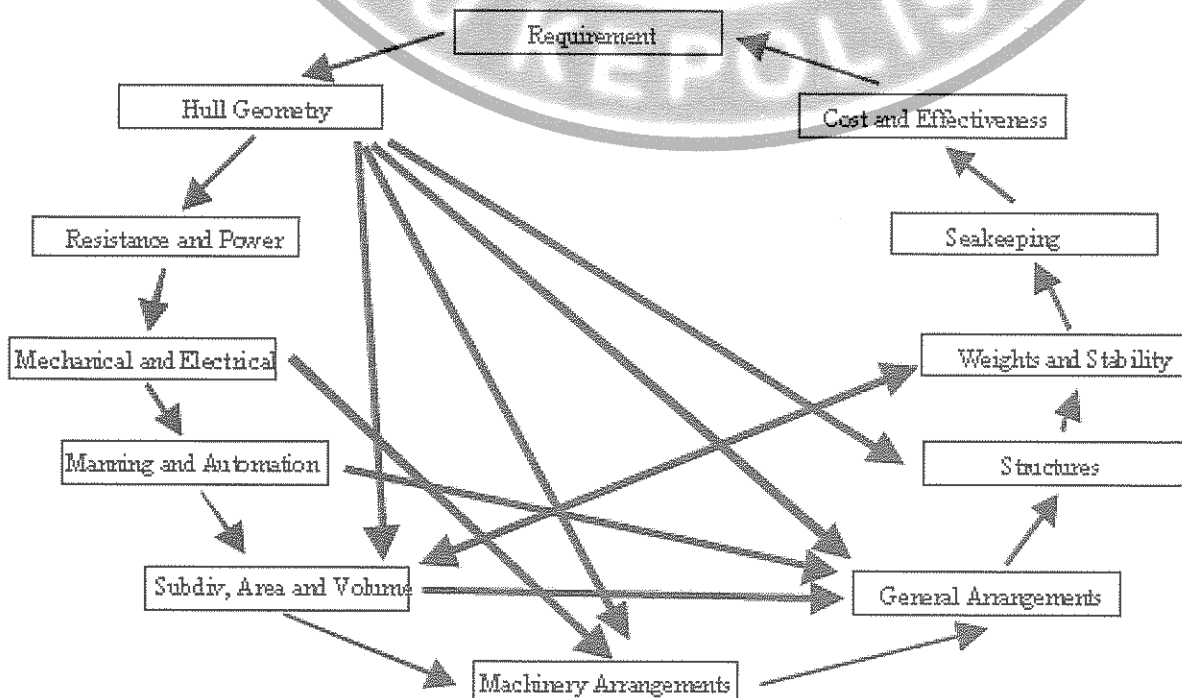 Requirement
Hull Geometry
Cost and Effectiveness
Resistance and Power
Seakeeping
Mechanical and Electrical
Weights and Stability
Manning and Automation
Structures
Subdiv, Area and Volume
General Arrangements
Machinery Arrangements